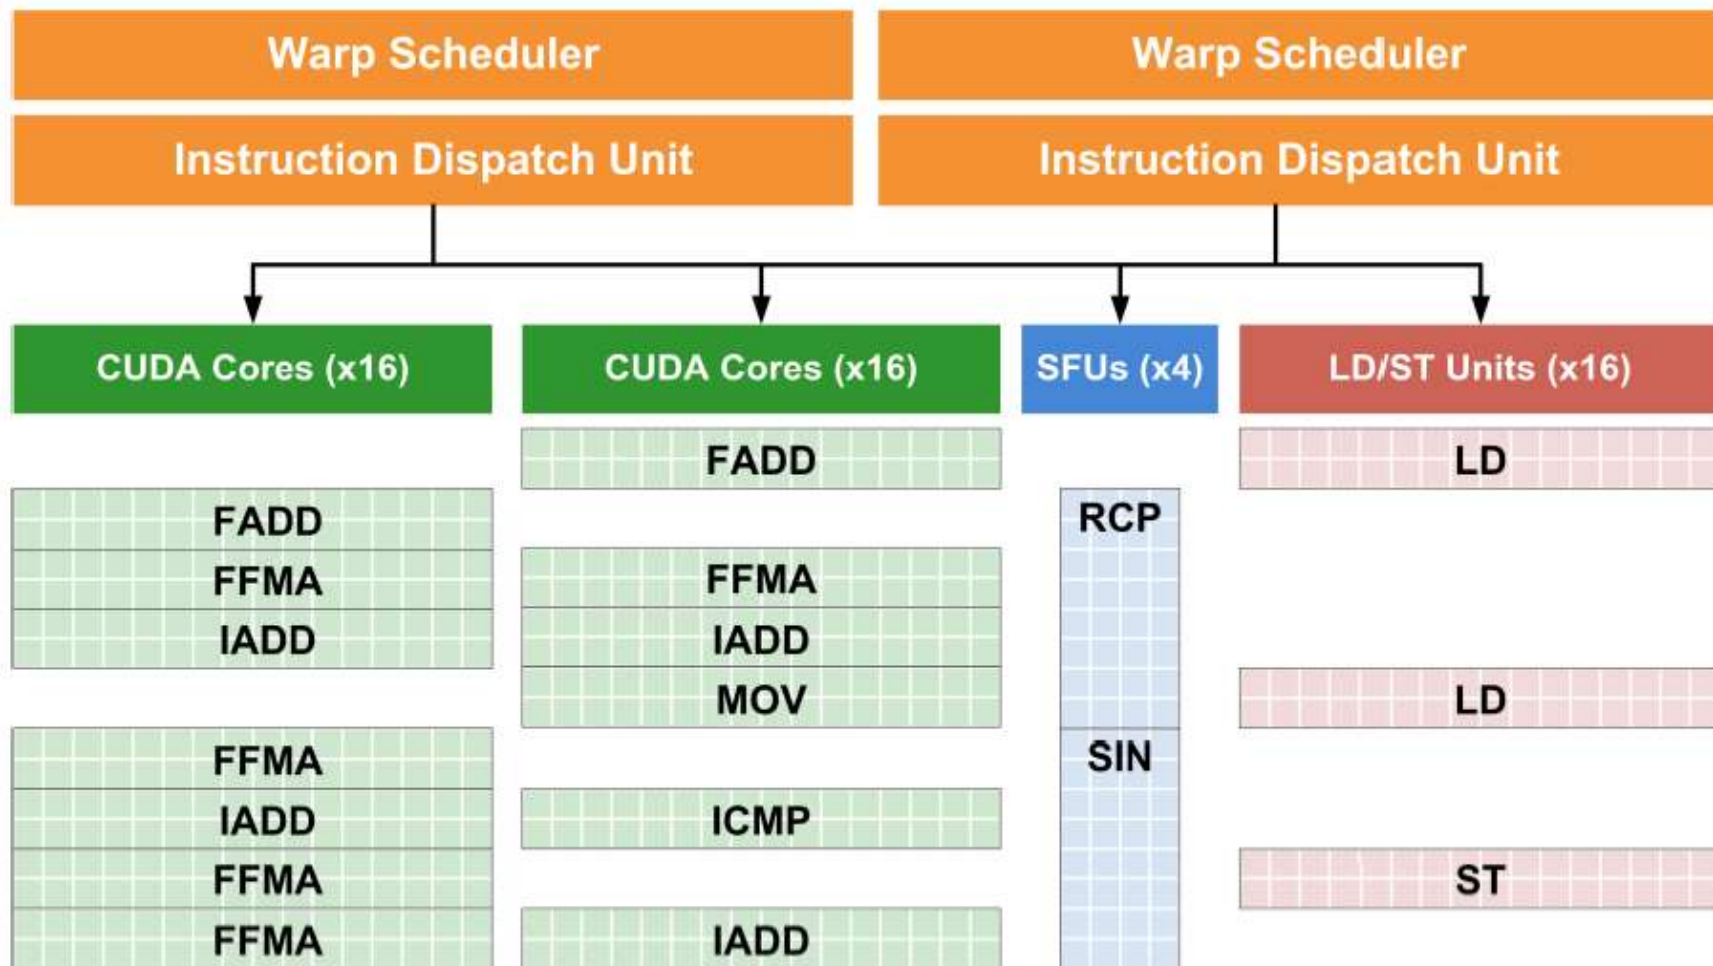 Warp Scheduler
Warp Scheduler
Instruction Dispatch Unit
Instruction Dispatch Unit
CUDA Cores (x16)
CUDA Cores (x16)
SFUs (x4)
LD/ST Units (x16)
FADD
LD
FADD
RCP
FFMA
FFMA
IADD
IADD
MOV
LD
FFMA
SIN
IADD
ICMP
FFMA
ST
FFMA
IADD